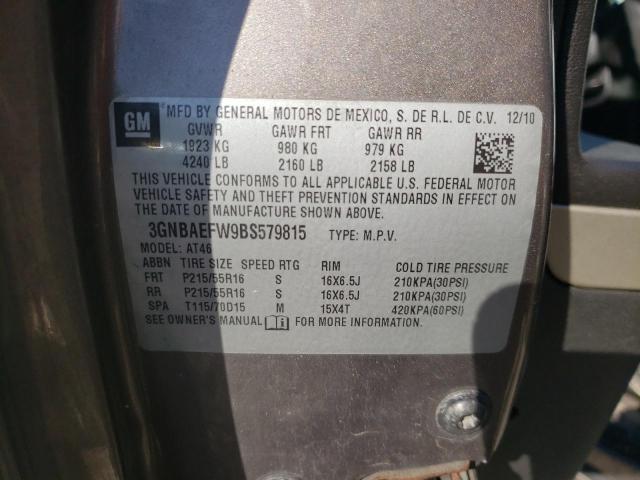 GM
MFD BY GENERAL MOTORS DE MEXICO, S. DE R.L. DE C.V. 12/10
GVWR GAWR FRT GAWR RR
1923 KG 980 KG 979 KG
4240 LB 2160 LB 2158 LB
THIS VEHICLE CONFORMS TO ALL APPLICABLE U.S. FEDERAL MOTOR
VEHICLE SAFETY AND THEFT PREVENTION STANDARDS IN EFFECT ON
DATE OF MANUFACTURE SHOWN ABOVE.
3GNBAEFW9BS579815 TYPE: M.P.V.
MODEL: AT46
ABBN TIRE SIZE SPEED RTG RIM COLD TIRE PRESSURE
FRT P215/55R16 S 16X6.5J 210KPA(30PSI)
RR P215/55R16 S 16X6.5J 210KPA(30PSI)
SPA T115/70D15 M 15X4T 420KPA(60PSI)
SEE OWNER'S MANUAL i FOR MORE INFORMATION.